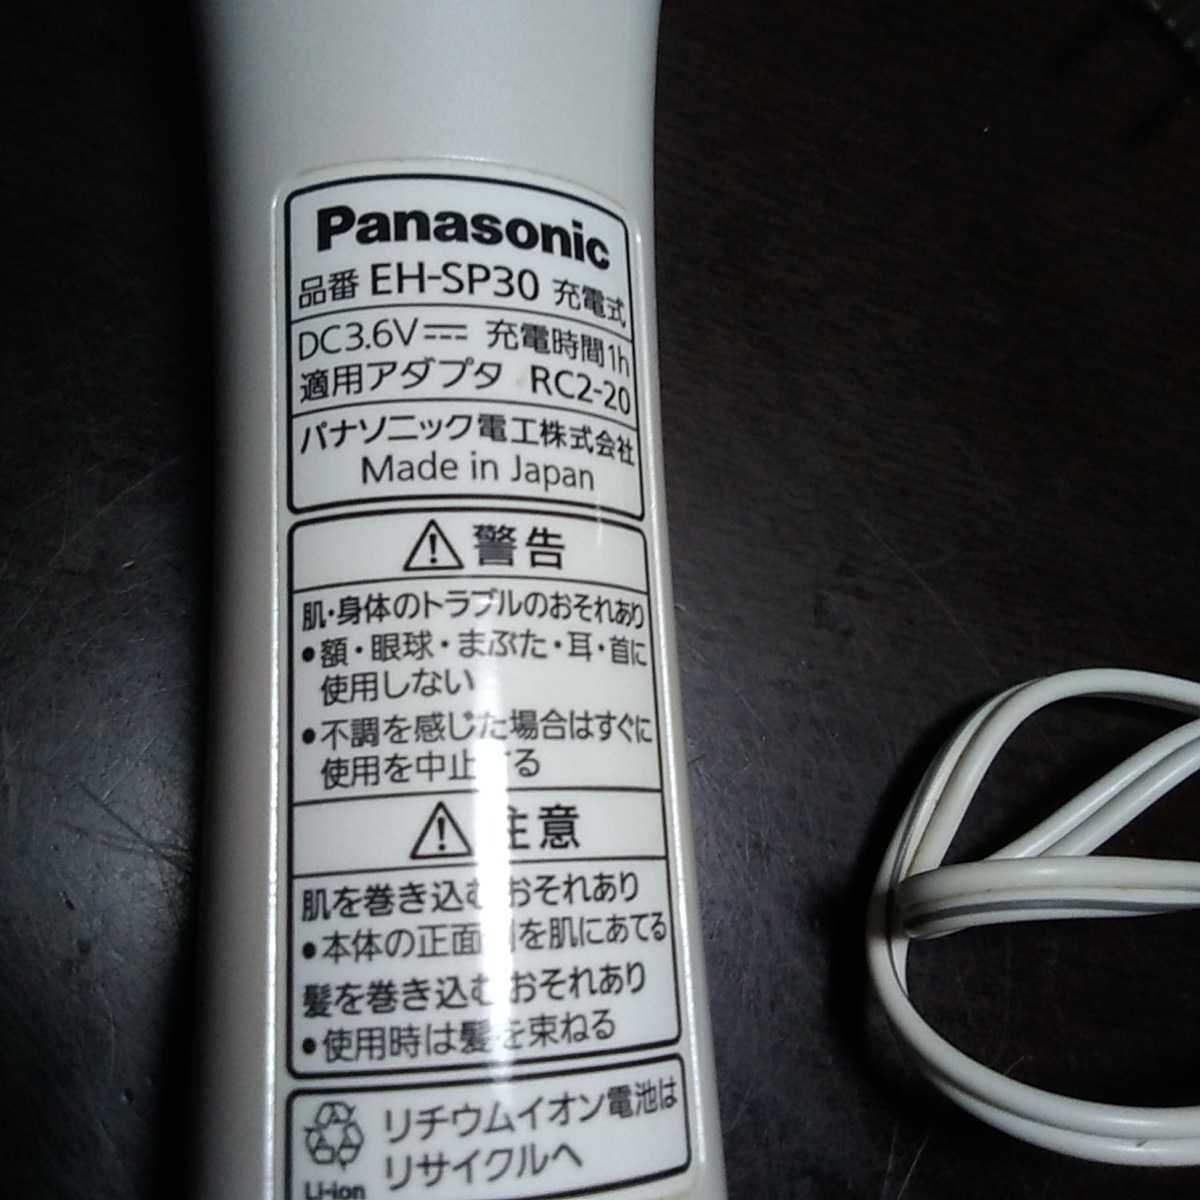 Panasonic
品番 EH-SP30 充電式
DC3.6V⎓ 充電時間1h
適用アダプタ RC2-20
パナソニック電工株式会社
Made in Japan
警告
肌・身体のトラブルのおそれあり
•額・眼球・まぶた・耳・首に
使用しない
•不調を感じた場合はすぐに
使用を中止する
注意
肌を巻き込むおそれあり
•本体の正面側を肌にあてる
髪を巻き込むおそれあり
•使用時は髪を束ねる
リチウムイオン電池は
リサイクルへ
Li-ion